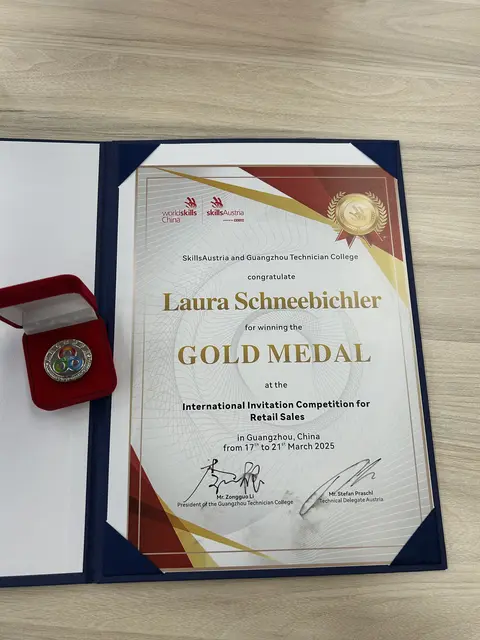 worldskills
China
skillsAustria
SkillsAustria and Guangzhou Technician College
congratulate
Laura Schneebichler
for winning the
GOLD MEDAL
at the
International Invitation Competition for
Retail Sales
in Guangzhou, China
from 17th to 21st March 2025
Mr. Zongguo Li
President of the Guangzhou Technician College
Mr. Stefan Praschl
Technical Delegate Austria